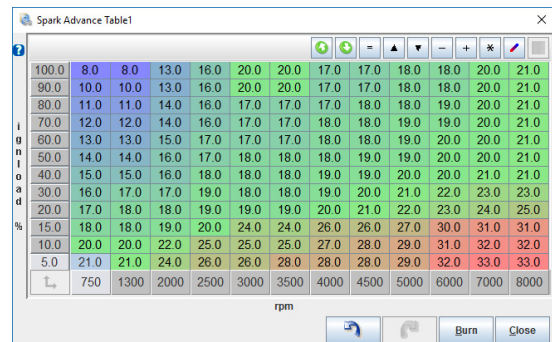 Spark Advance Table1
= - + *
100.0 8.0 8.0 13.0 16.0 20.0 20.0 17.0 17.0 18.0 18.0 20.0 21.0
90.0 10.0 10.0 13.0 16.0 20.0 20.0 17.0 17.0 18.0 18.0 20.0 21.0
80.0 11.0 11.0 14.0 16.0 17.0 17.0 17.0 18.0 18.0 19.0 20.0 21.0
70.0 12.0 12.0 14.0 16.0 17.0 17.0 18.0 18.0 19.0 19.0 20.0 21.0
60.0 13.0 13.0 15.0 17.0 17.0 17.0 18.0 18.0 19.0 20.0 20.0 21.0
50.0 14.0 14.0 16.0 17.0 18.0 18.0 18.0 19.0 19.0 20.0 20.0 21.0
40.0 15.0 15.0 16.0 18.0 18.0 18.0 19.0 19.0 20.0 20.0 21.0 21.0
30.0 16.0 17.0 17.0 19.0 18.0 18.0 19.0 20.0 21.0 22.0 23.0 23.0
20.0 17.0 18.0 18.0 19.0 19.0 19.0 20.0 21.0 22.0 23.0 24.0 25.0
15.0 18.0 18.0 19.0 20.0 24.0 24.0 26.0 26.0 27.0 30.0 31.0 31.0
10.0 20.0 20.0 22.0 25.0 25.0 25.0 27.0 28.0 29.0 31.0 32.0 32.0
5.0 21.0 21.0 24.0 26.0 26.0 28.0 28.0 28.0 29.0 32.0 33.0 33.0
750 1300 2000 2500 3000 3500 4000 4500 5000 6000 7000 8000
ignload %
rpm
Burn Close